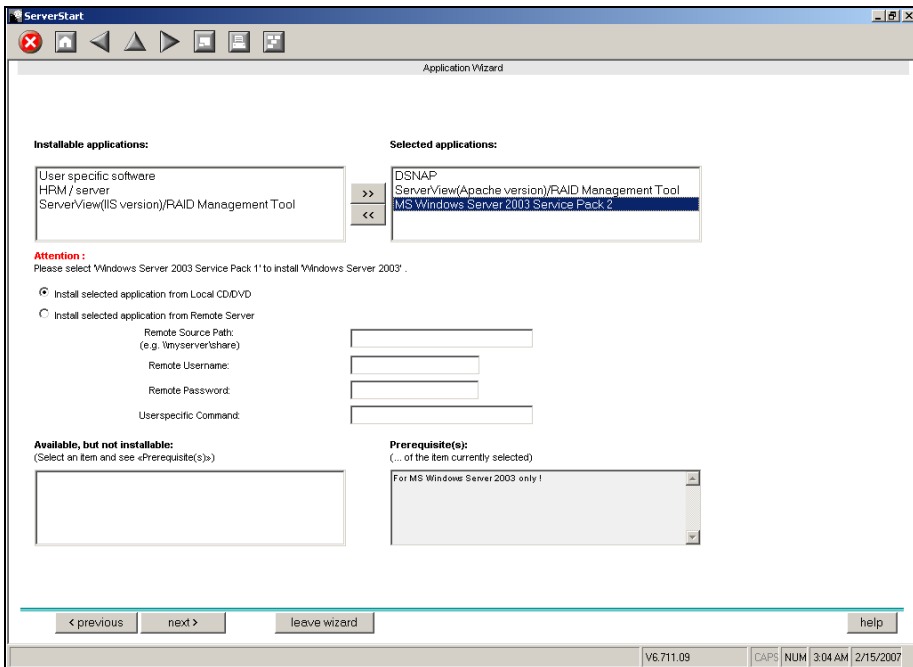 ServerStart
Application Wizard
Installable applications:
Selected applications:
User specific software
HRM / server
ServerView(IIS version)/RAID Management Tool
>>
<<
DSNAP
ServerView(Apache version)/RAID Management Tool
MS Windows Server 2003 Service Pack 2
Attention :
Please select 'Windows Server 2003 Service Pack 1' to install 'Windows Server 2003' .
Install selected application from Local CD/DVD
Install selected application from Remote Server
Remote Source Path:
(e.g. \\myserver\share)
Remote Username:
Remote Password:
Userspecific Command:
Available, but not installable:
(Select an item and see «Prerequisite(s)»)
Prerequisite(s):
(... of the item currently selected)
For MS Windows Server 2003 only !
< previous
next >
leave wizard
help
V6.711.09
CAPS NUM 3:04 AM 2/15/2007